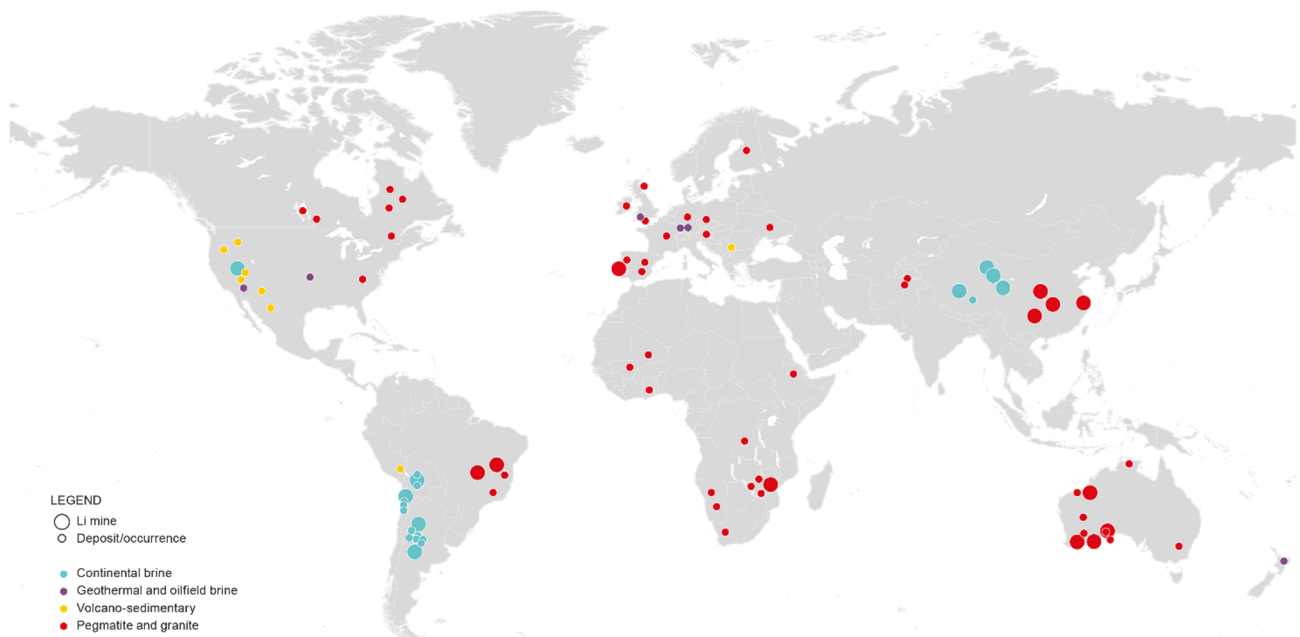 LEGEND
Li mine
Deposit/occurrence
Continental brine
Geothermal and oilfield brine
Volcano-sedimentary
Pegmatite and granite